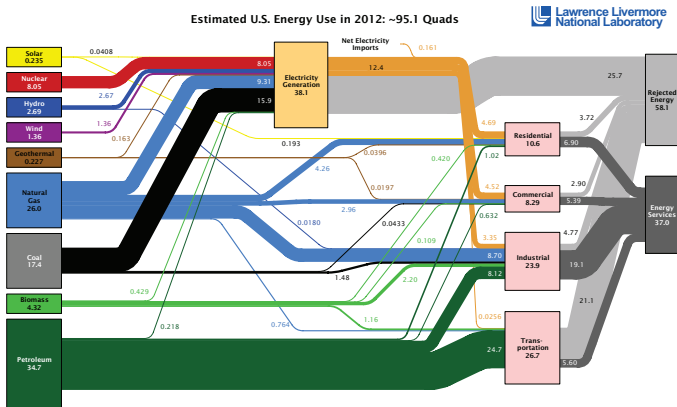 Estimated U.S. Energy Use in 2012: ~95.1 Quads
Lawrence Livermore
National Laboratory
Net Electricity
Imports
0.161
Solar
0.235
0.0408
Nuclear
8.05
8.05
Electricity
Generation
38.1
12.4
25.7
Rejected
Energy
58.1
Hydro
2.69
2.67
9.31
15.9
Wind
1.36
1.36
3.72
4.69
Residential
10.6
6.90
Geothermal
0.227
0.163
0.193
0.0396
0.420
1.02
Natural
Gas
26.0
4.26
0.0197
2.96
4.52
Commercial
8.29
2.90
5.39
Energy
Services
37.0
0.0180
0.0433
0.632
0.109
3.35
Industrial
23.9
4.77
Coal
17.4
8.70
19.1
1.48
2.20
8.12
Biomass
4.32
0.429
21.1
0.218
0.764
1.16
0.0256
Trans-
portation
26.7
Petroleum
34.7
24.7
5.60